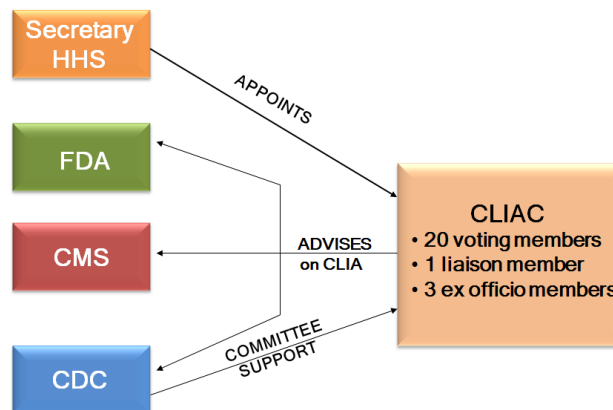 Secretary
HHS
APPOINTS
FDA
CLIAC
• 20 voting members
• 1 liaison member
• 3 ex officio members
CMS
ADVISES
on CLIA
CDC
COMMITTEE
SUPPORT